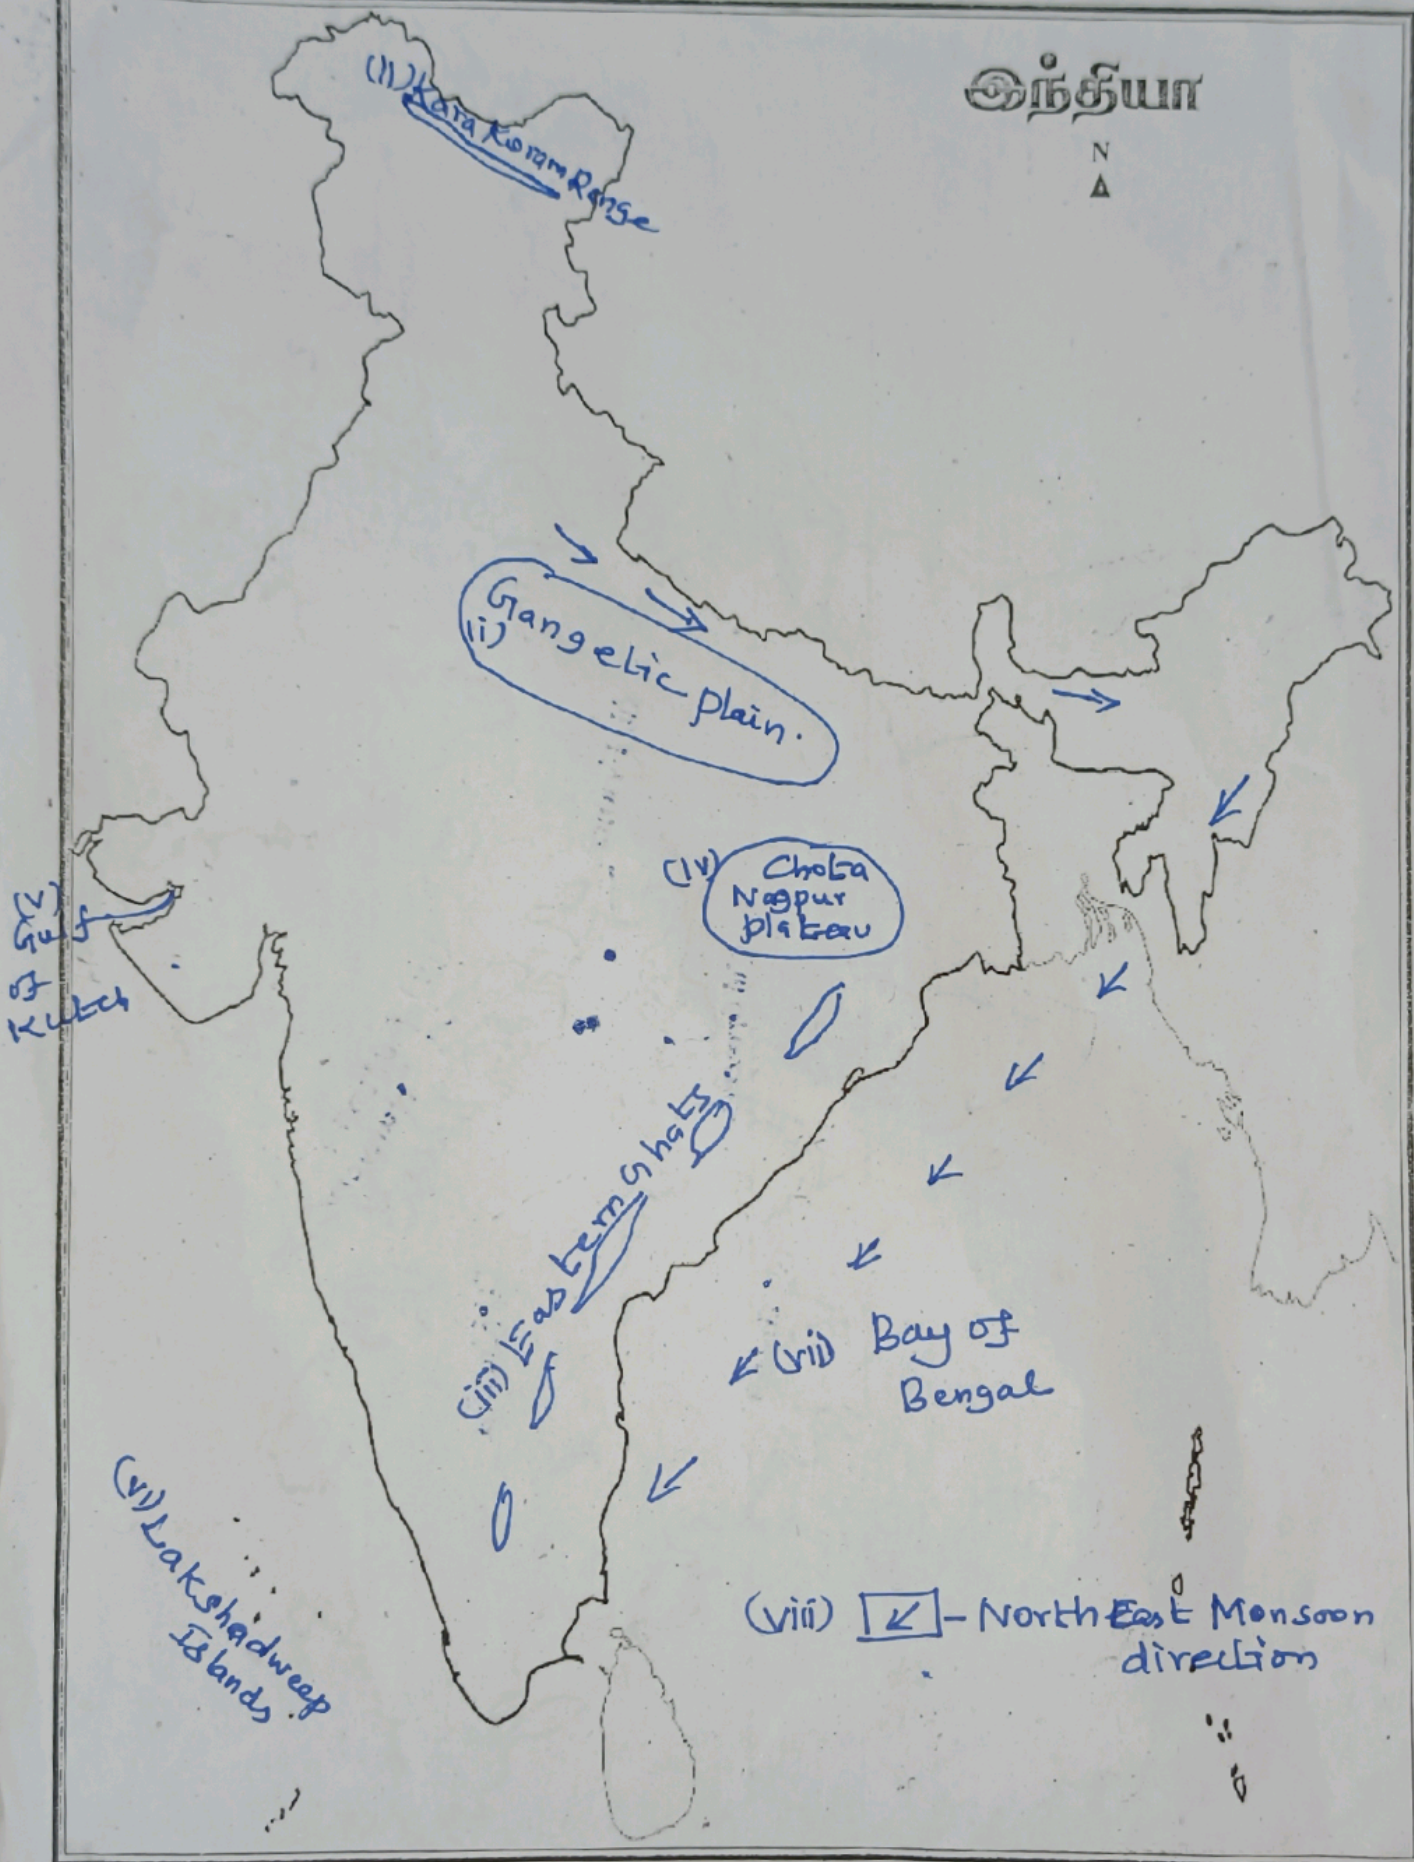 இந்தியா
N
(ii) Kara Koram Range
Gangetic plain.
(i)
(iv) Chota
Nagpur
plateau
Gulf
of
Kutch
(iii) Eastern Ghats
(vii) Bay of
Bengal
(vi) Lakshadweep
Islands
(viii) ↙ - North East Monsoon
direction